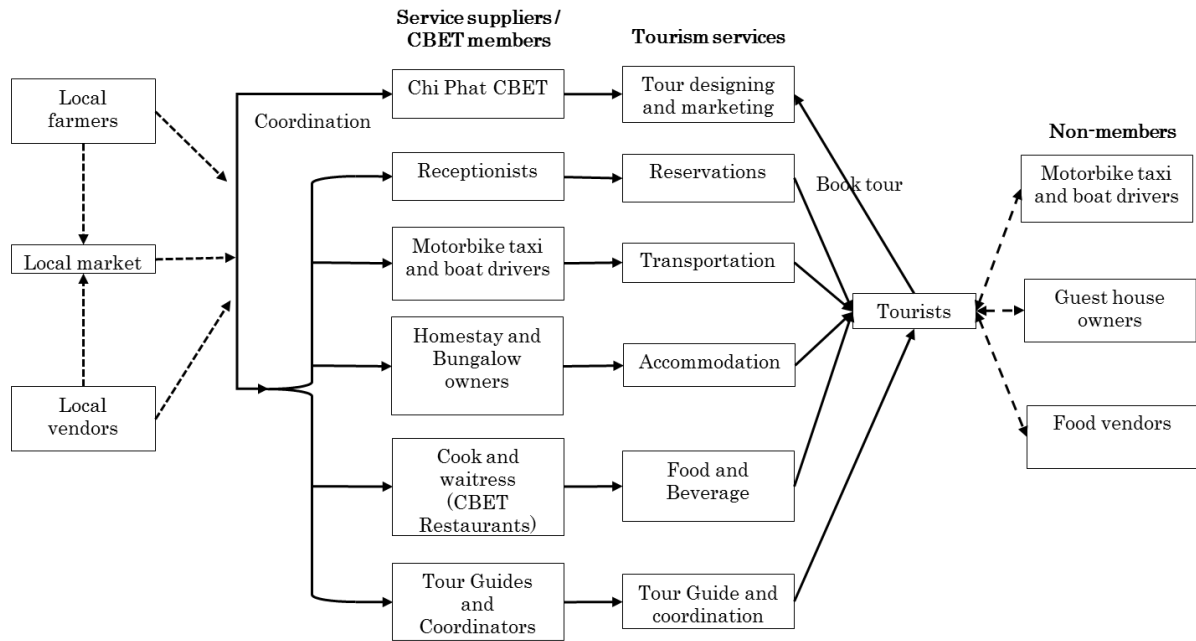 Service suppliers /
CBET members
Tourism services
Local
farmers
Chi Phat CBET
Tour designing
and marketing
Coordination
Non-members
Receptionists
Reservations
Book tour
Motorbike taxi
and boat drivers
Local market
Motorbike taxi
and boat drivers
Transportation
Tourists
Guest house
owners
Homestay and
Bungalow
owners
Accommodation
Local
vendors
Food vendors
Cook and
waitress
(CBET
Restaurants)
Food and
Beverage
Tour Guides
and
Coordinators
Tour Guide and
coordination